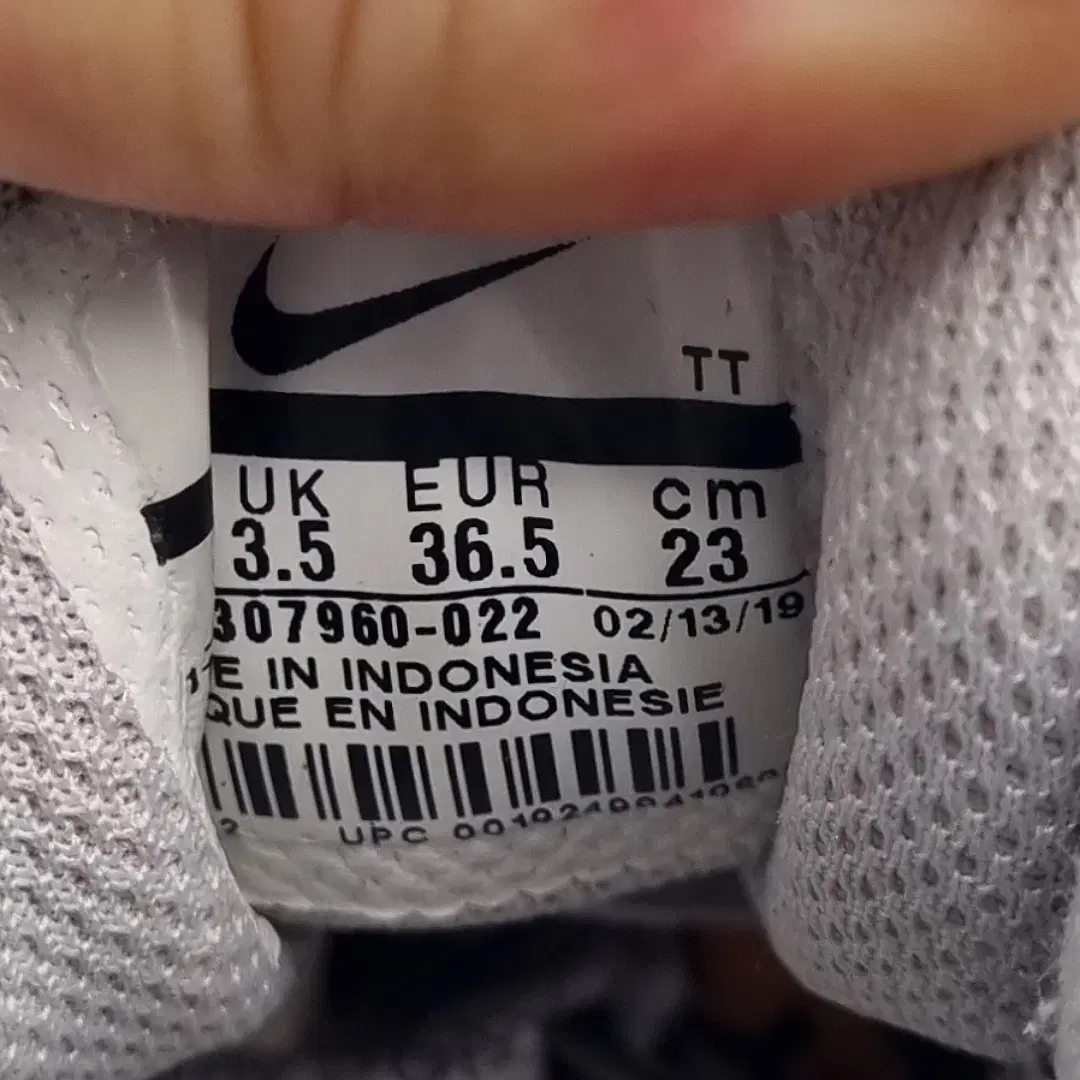 TT
UK EUR cm
3.5 36.5 23
307960-022 02/13/19
E IN INDONESIA
QUE EN INDONESIE
UPC